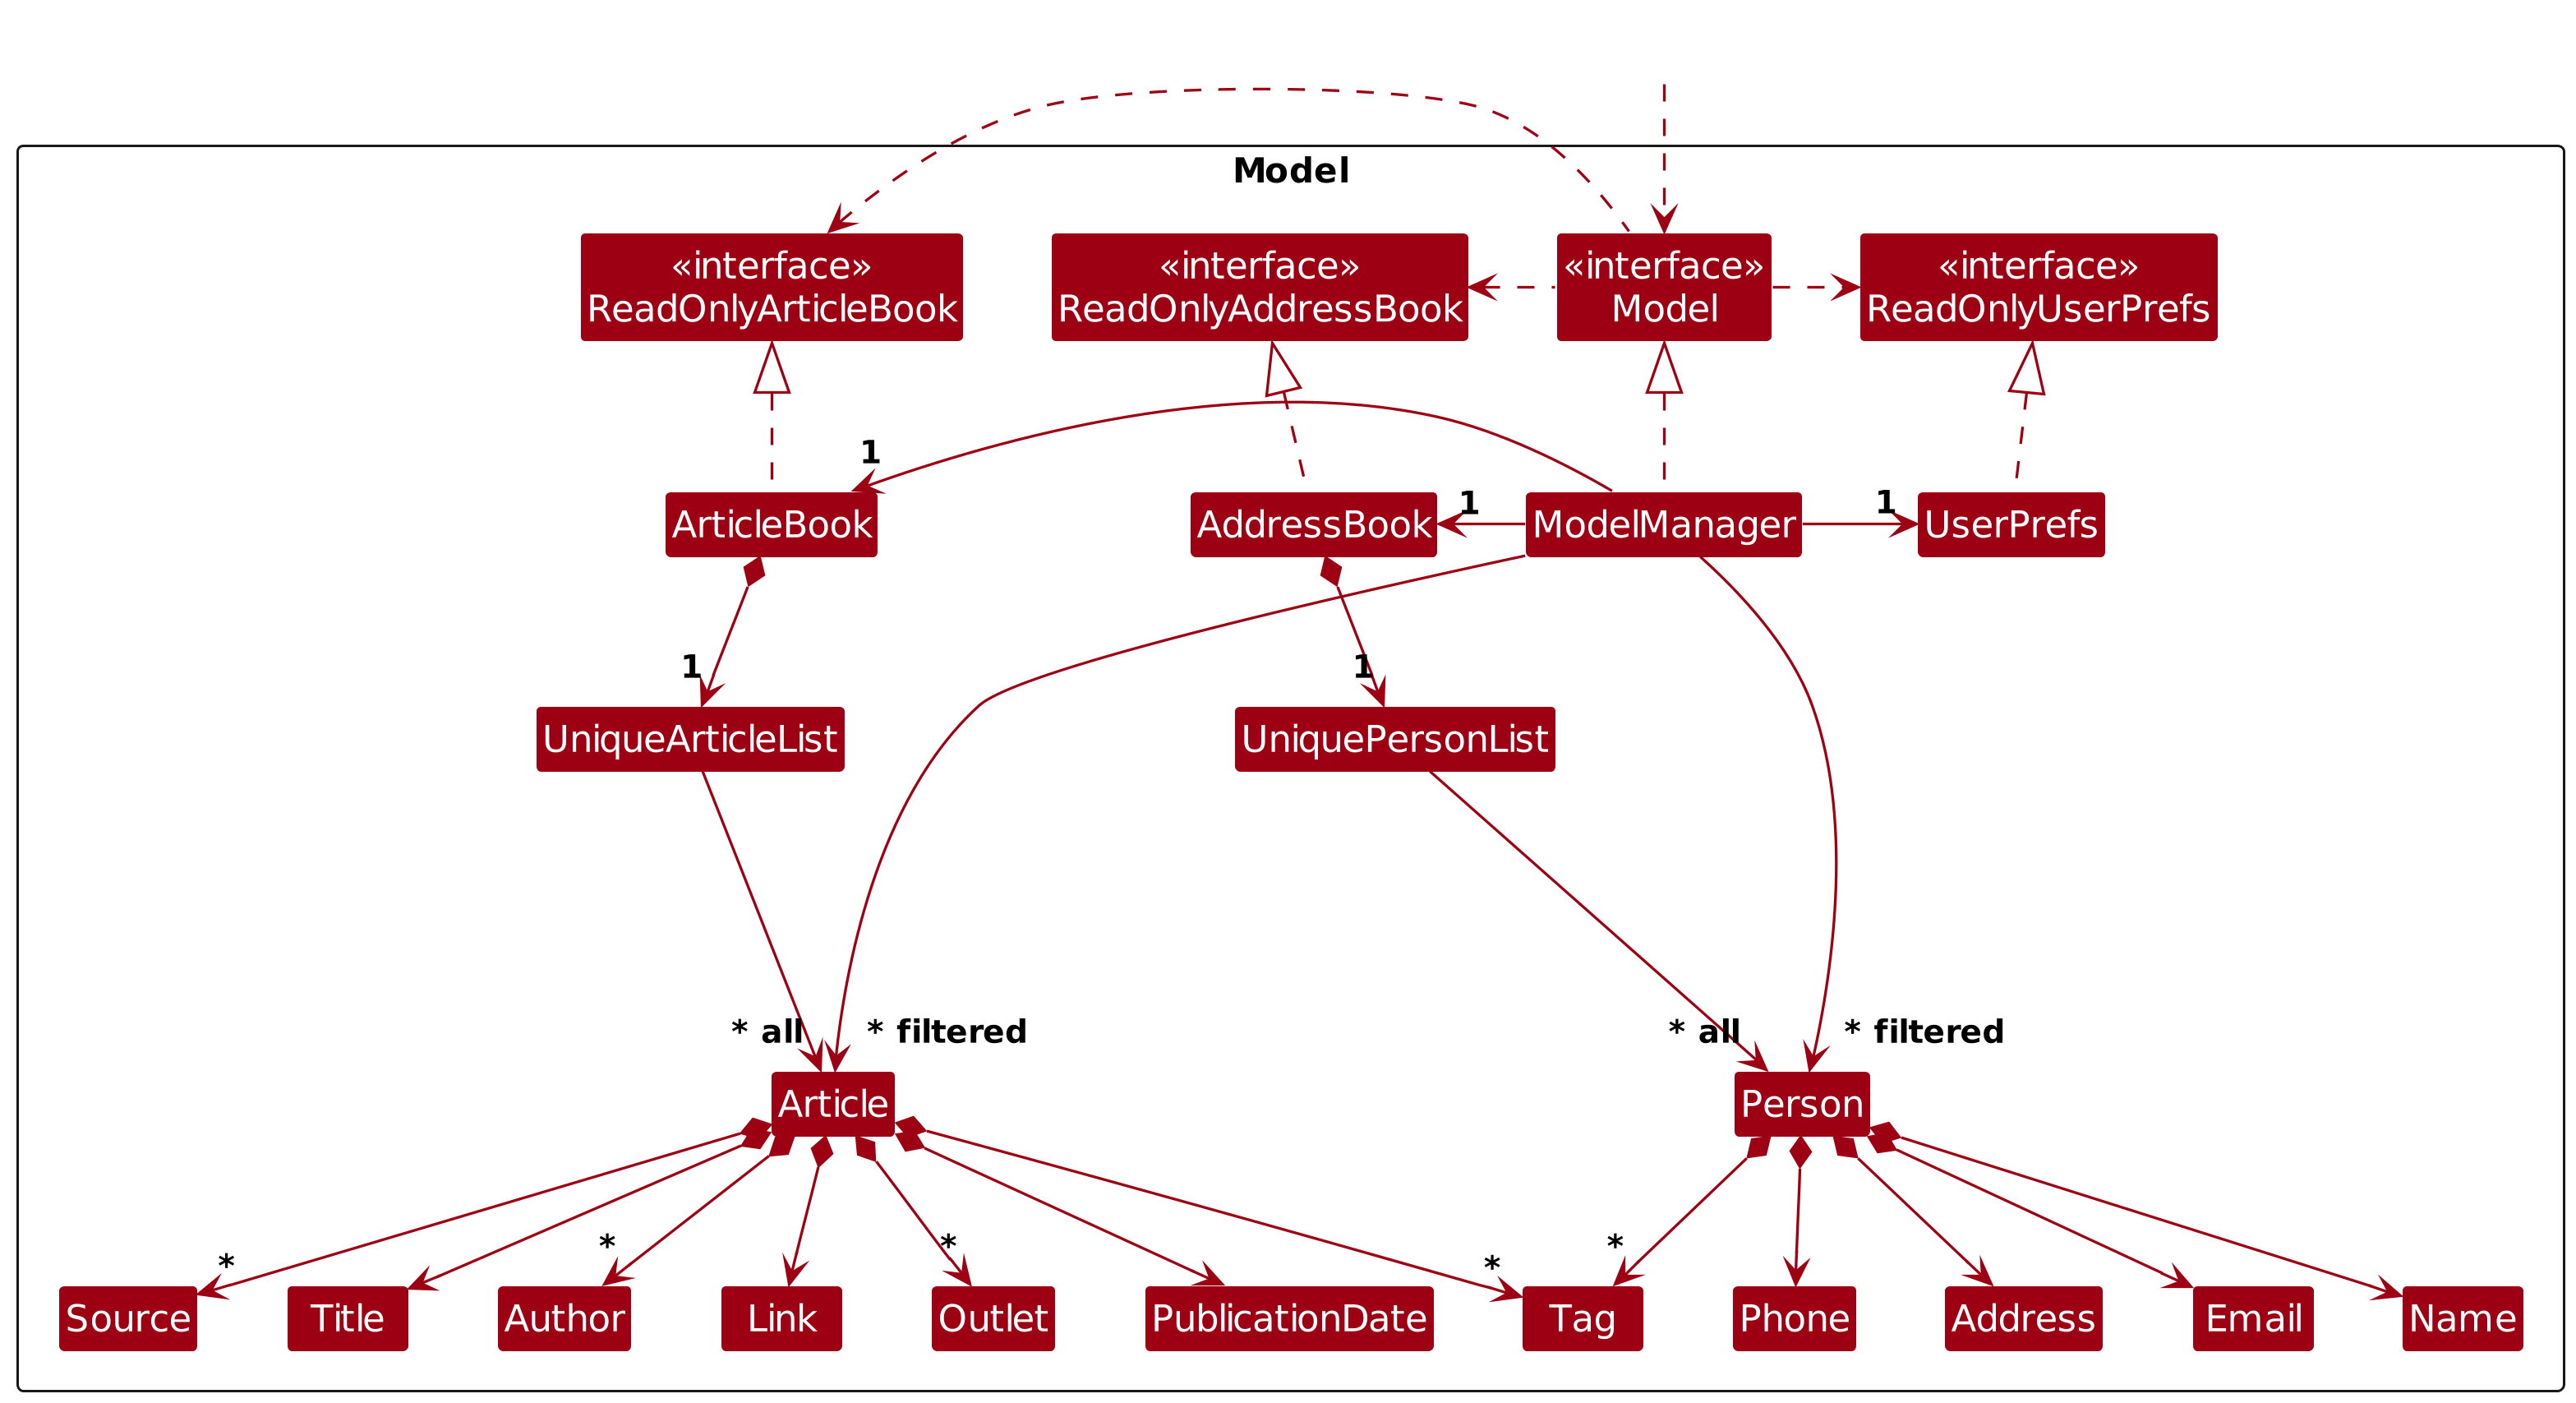 Model
«interface»
ReadOnlyArticleBook
«interface»
ReadOnlyAddressBook
«interface»
Model
«interface»
ReadOnlyUserPrefs
1
1
1
ArticleBook
AddressBook
ModelManager
UserPrefs
1
1
UniqueArticleList
UniquePersonList
* all
* filtered
* all
* filtered
Article
Person
*
*
*
*
*
Source
Title
Author
Link
Outlet
PublicationDate
Tag
Phone
Address
Email
Name